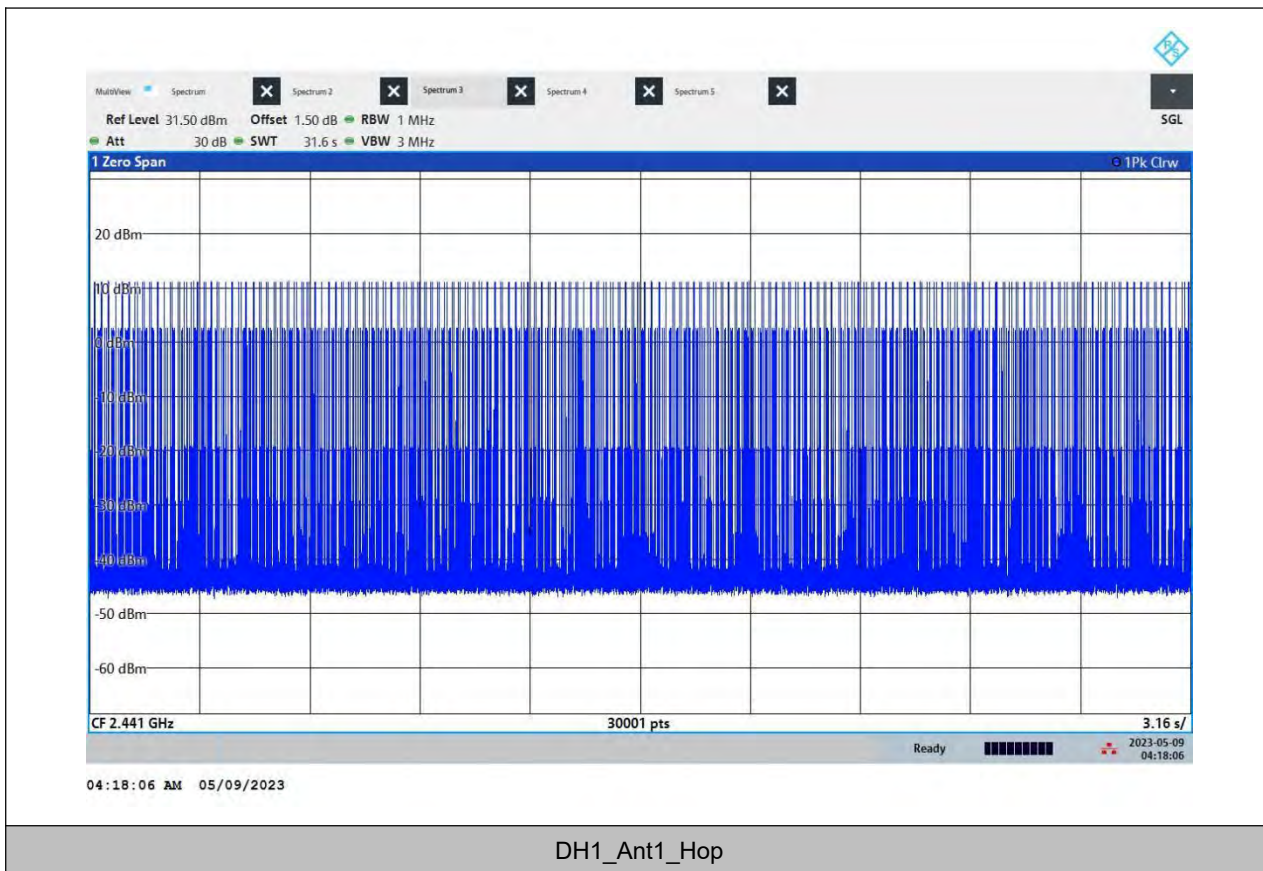 R&S
MultiView Spectrum Spectrum 2 Spectrum 3 Spectrum 4 Spectrum 5
Ref Level 31.50 dBm Offset 1.50 dB RBW 1 MHz SGL
Att 30 dB SWT 31.6 s VBW 3 MHz
1 Zero Span 1Pk Clrw
20 dBm
10 dBm
0 dBm
-10 dBm
-20 dBm
-30 dBm
-40 dBm
-50 dBm
-60 dBm
CF 2.441 GHz 30001 pts 3.16 s/
Ready 2023-05-09
04:18:06
04:18:06 AM 05/09/2023
DH1_Ant1_Hop